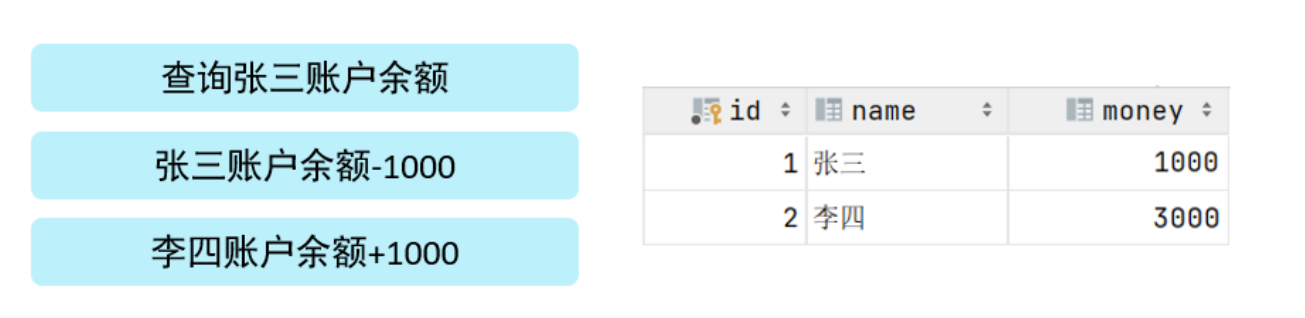 查询张三账户余额
张三账户余额-1000
李四账户余额+1000
id name money
1 张三 1000
2 李四 3000